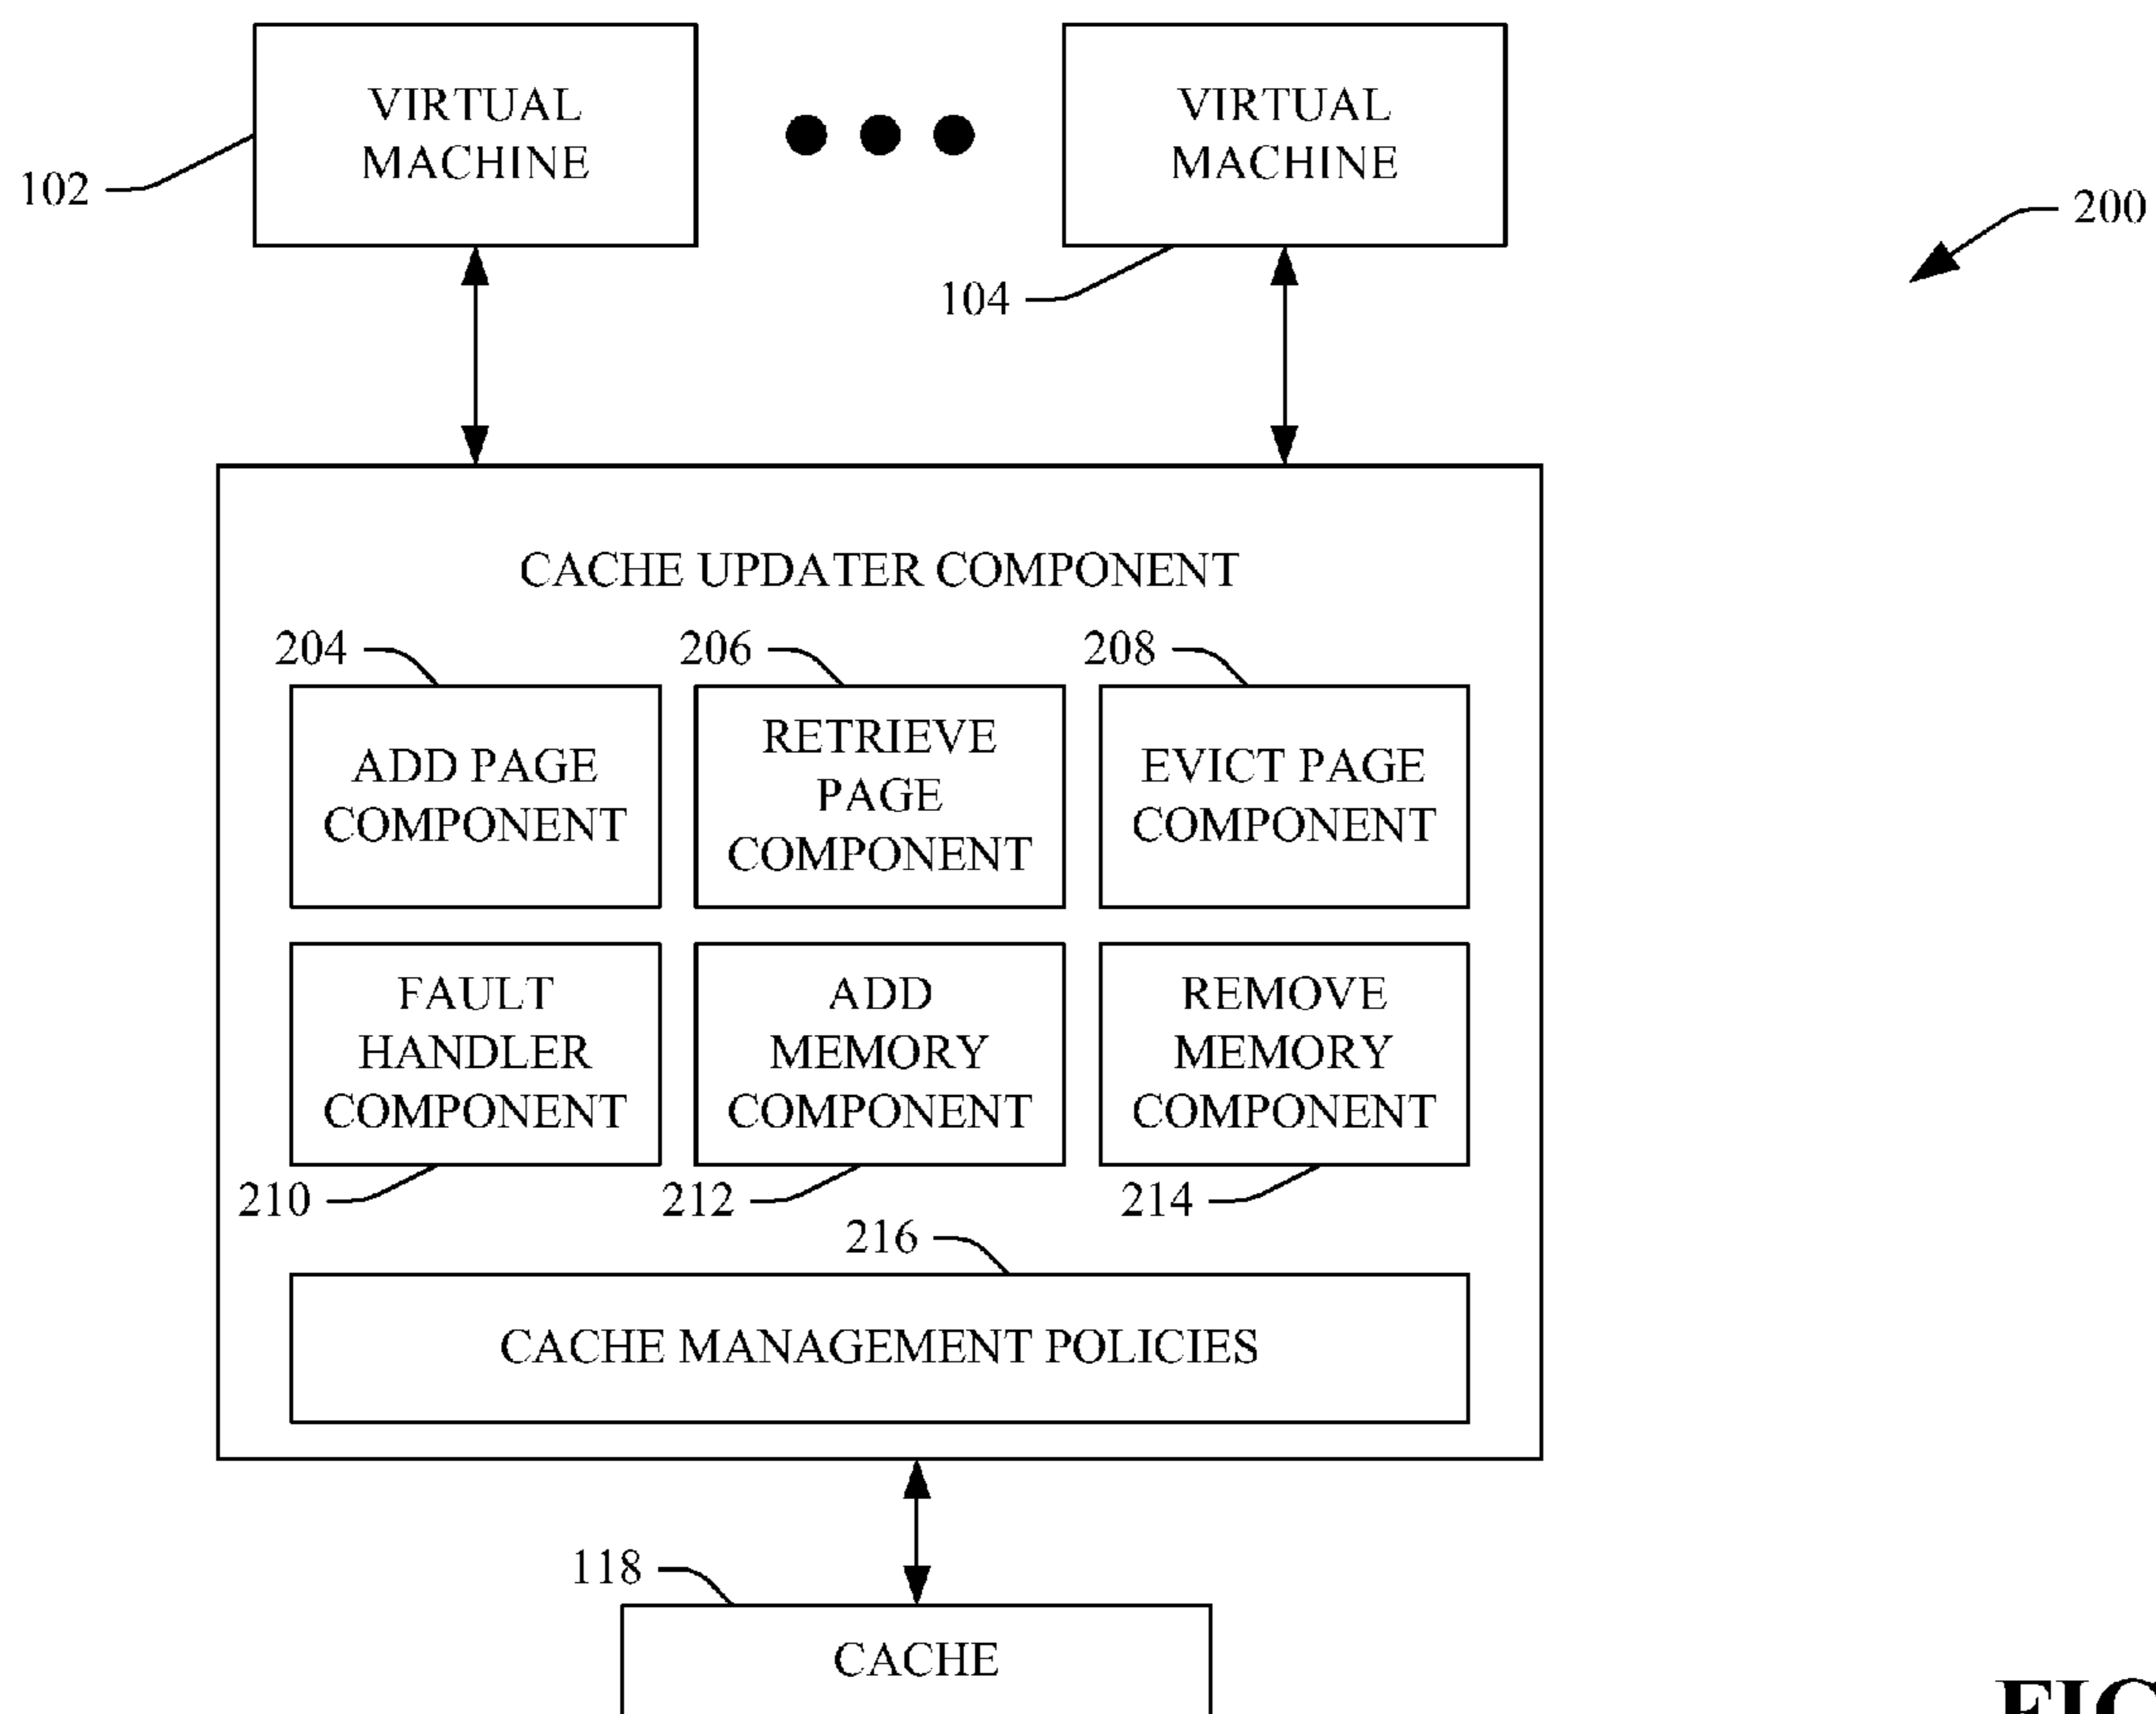 VIRTUAL
MACHINE
VIRTUAL
MACHINE
102
200
104
CACHE UPDATER COMPONENT
204
206
208
ADD PAGE
COMPONENT
RETRIEVE
PAGE
COMPONENT
EVICT PAGE
COMPONENT
FAULT
HANDLER
COMPONENT
ADD
MEMORY
COMPONENT
REMOVE
MEMORY
COMPONENT
210
212
214
216
CACHE MANAGEMENT POLICIES
118
CACHE